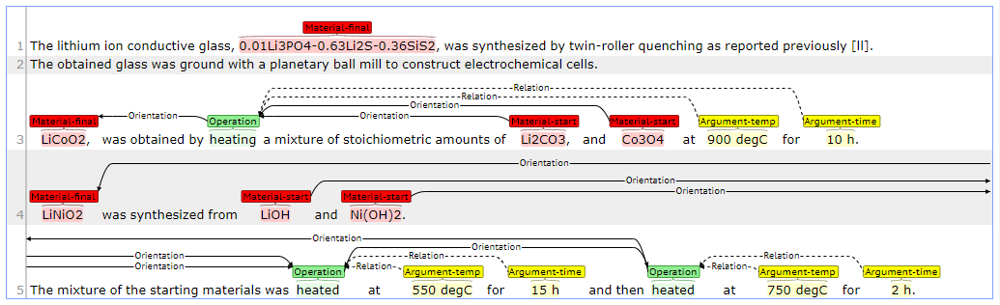 Material-final
1 The lithium ion conductive glass, 0.01Li3PO4-0.63Li2S-0.36SiS2, was synthesized by twin-roller quenching as reported previously [ll].
2 The obtained glass was ground with a planetary ball mill to construct electrochemical cells.
Relation
Relation
Orientation
Material-final Orientation Operation Orientation Material-start Material-start Argument-temp Argument-time
3 LiCoO2, was obtained by heating a mixture of stoichiometric amounts of Li2CO3, and Co3O4 at 900 degC for 10 h.
Orientation
Orientation
Orientation
Material-final Material-start Material-start
4 LiNiO2 was synthesized from LiOH and Ni(OH)2.
Orientation
Orientation
Orientation Relation Relation
Orientation Relation Relation
Operation Argument-temp Argument-time Operation Argument-temp Argument-time
5 The mixture of the starting materials was heated at 550 degC for 15 h and then heated at 750 degC for 2 h.